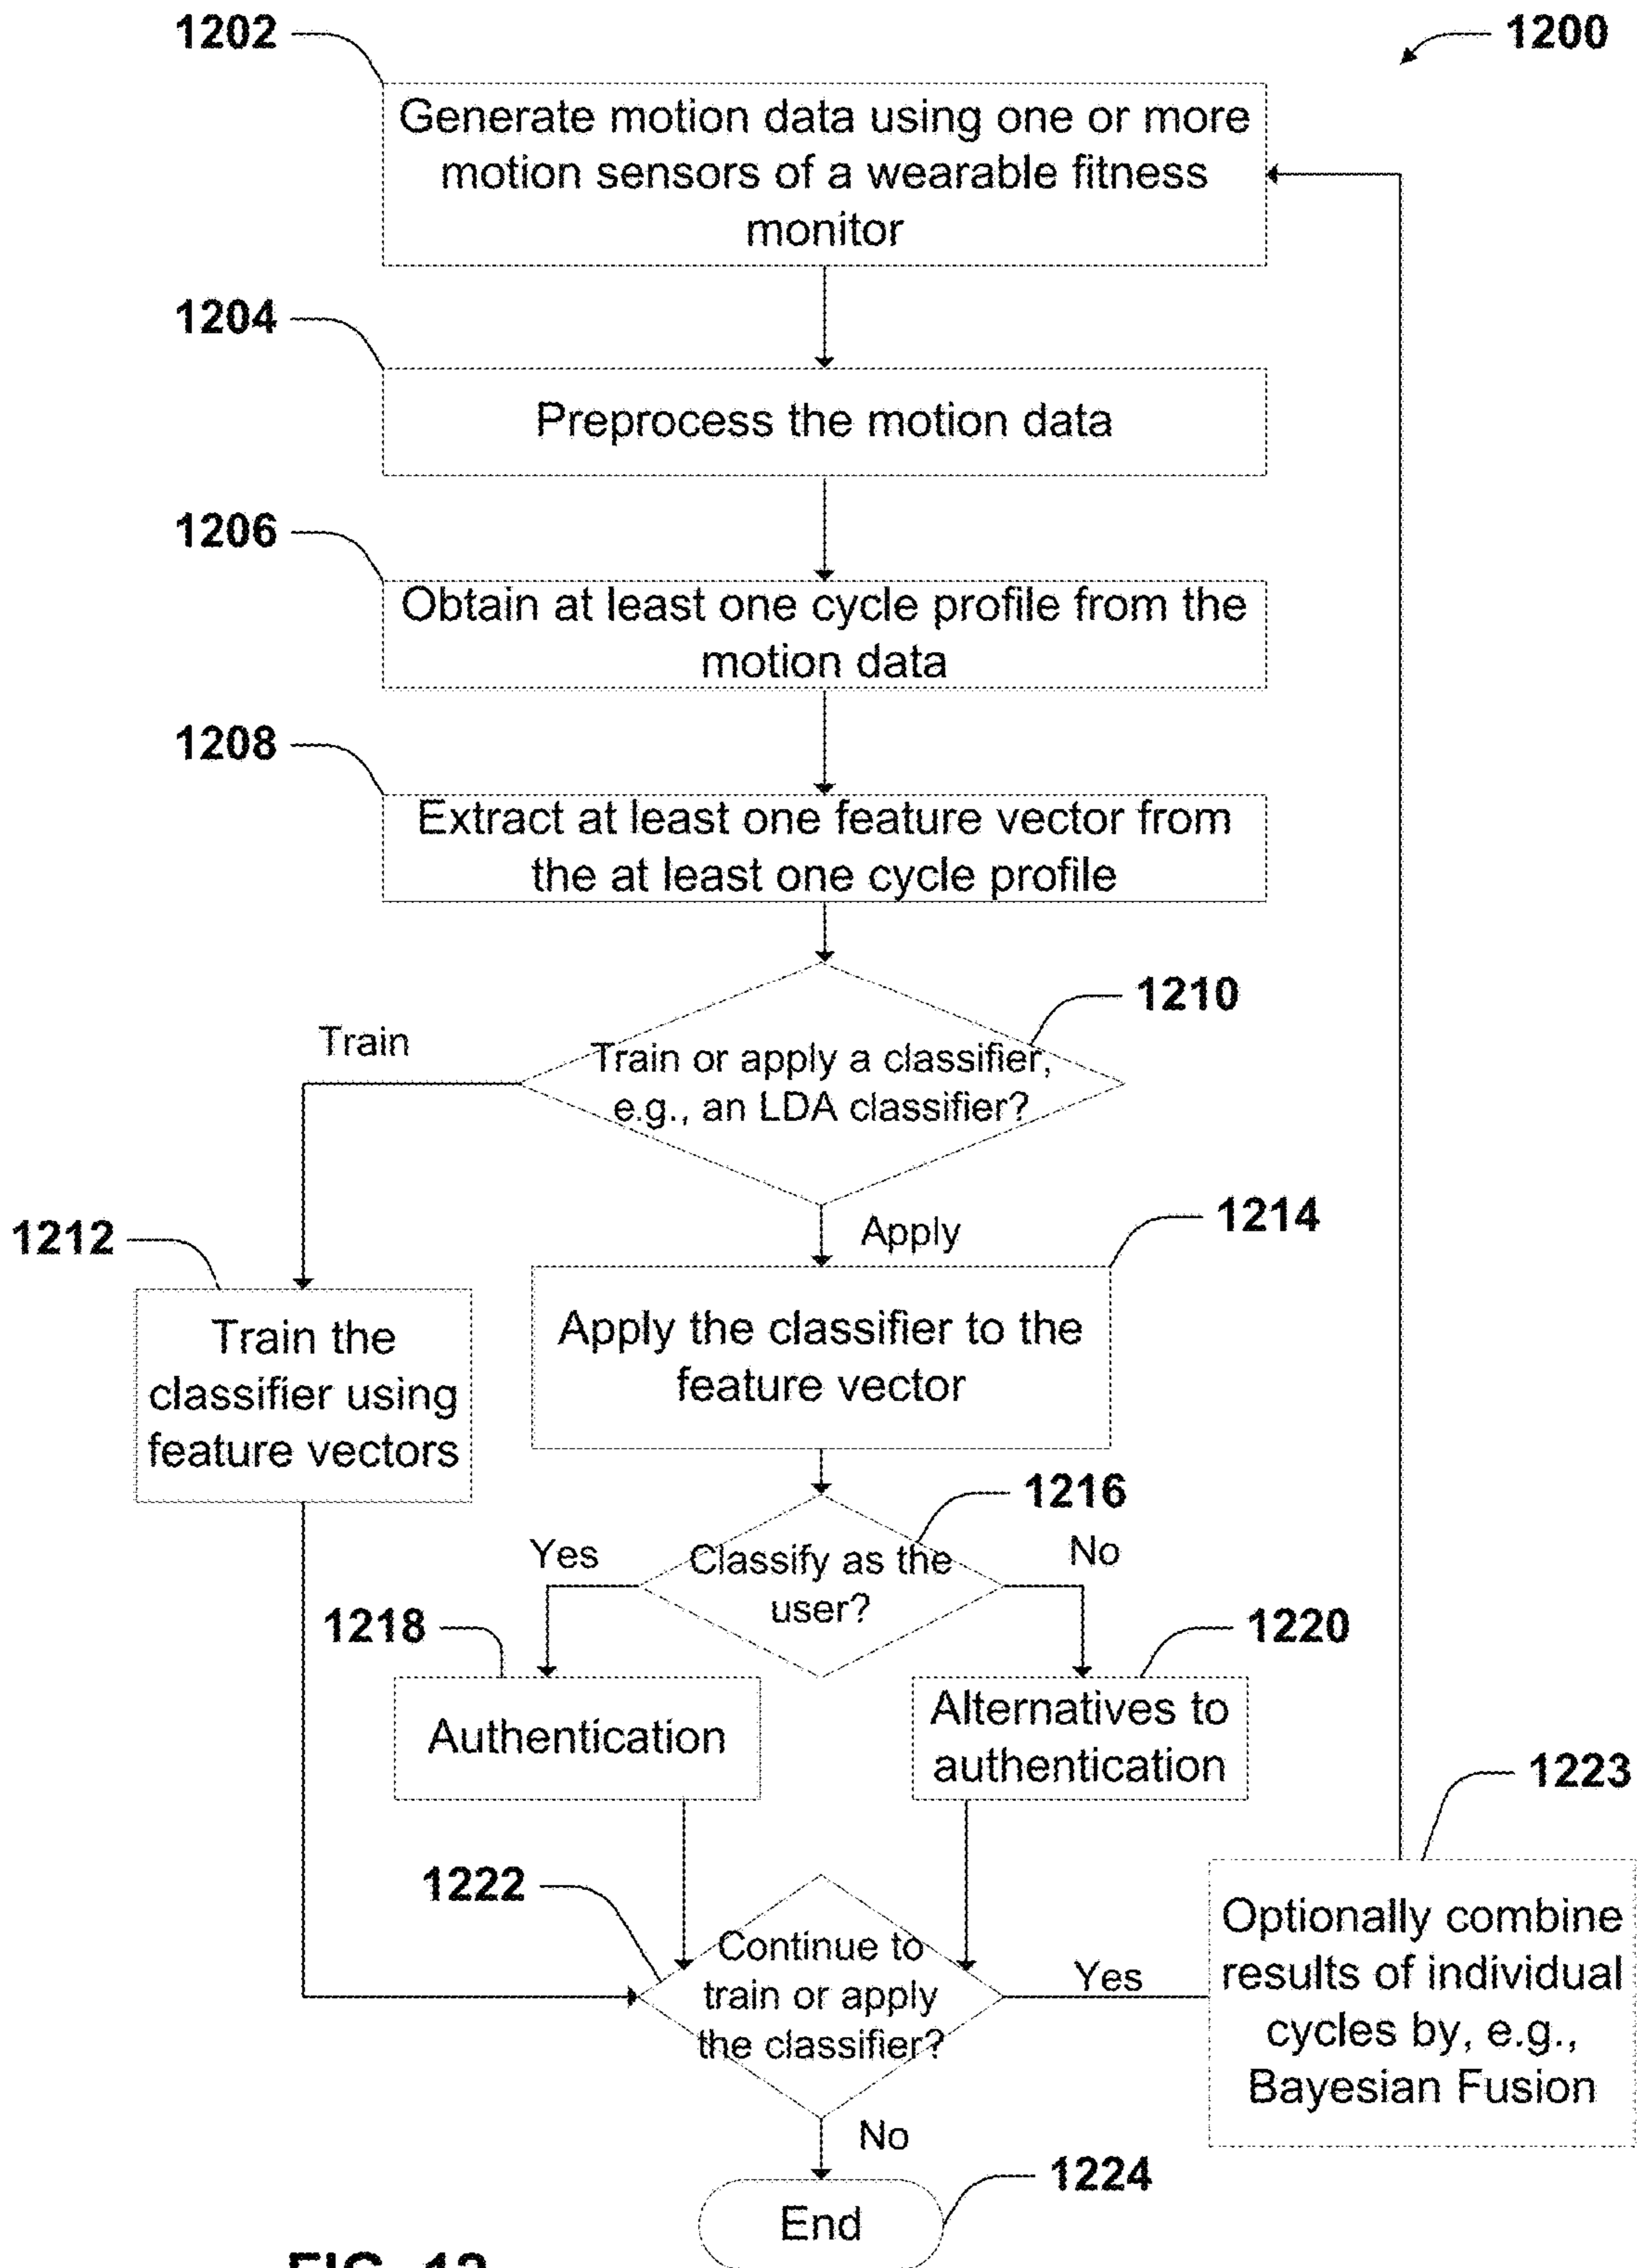 1202
1200
Generate motion data using one or more
motion sensors of a wearable fitness
monitor
1204
Preprocess the motion data
1206
Obtain at least one cycle profile from the
motion data
1208
Extract at least one feature vector from
the at least one cycle profile
1210
Train
Train or apply a classifier,
e.g., an LDA classifier?
1212
Apply
1214
Train the
classifier using
feature vectors
Apply the classifier to the
feature vector
1216
Yes
Classify as the
user?
No
1218
1220
Authentication
Alternatives to
authentication
1223
1222
Continue to
train or apply
the classifier?
Yes
Optionally combine
results of individual
cycles by, e.g.,
Bayesian Fusion
No
1224
End
FIG. 12